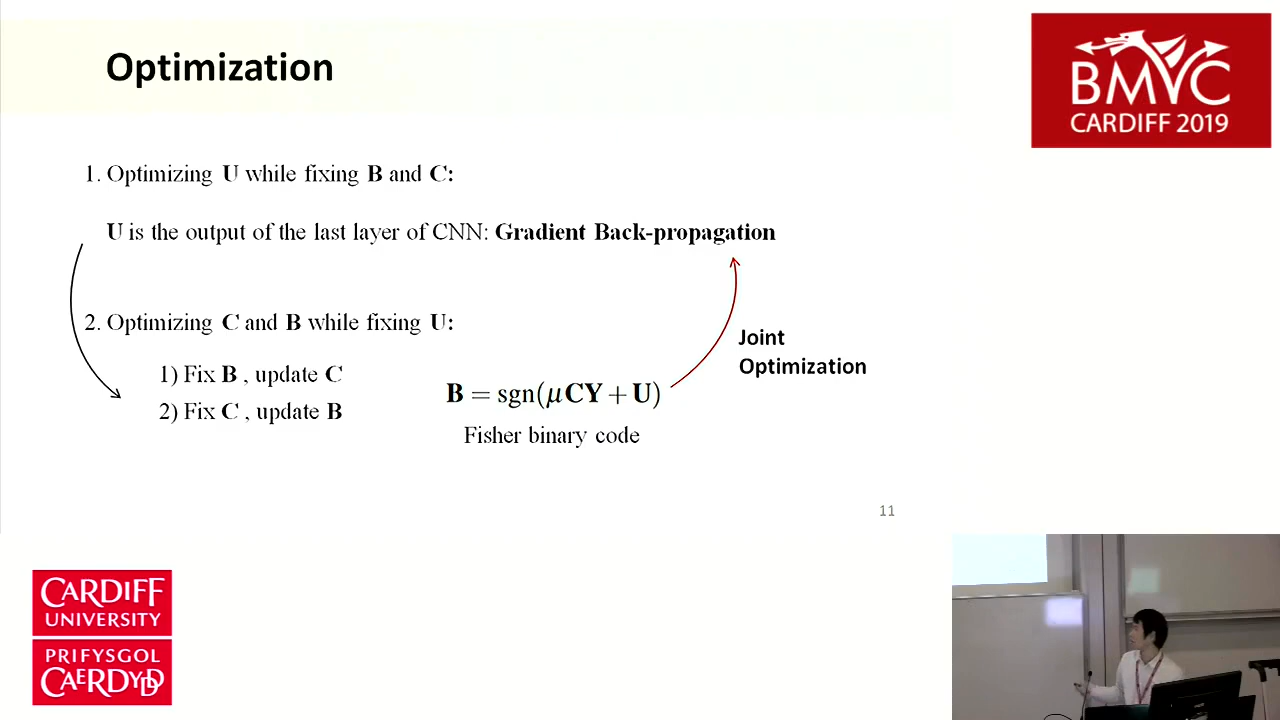 Optimization
BMVC
CARDIFF 2019
1. Optimizing U while fixing B and C:
U is the output of the last layer of CNN: Gradient Back-propagation
2. Optimizing C and B while fixing U:
Joint
Optimization
1) Fix B , update C
2) Fix C , update B
B = sgn(μCY + U)
Fisher binary code
11
CARDIFF
UNIVERSITY
PRIFYSGOL
CAERDYDD